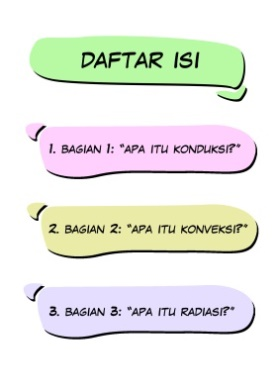 DAFTAR ISI
1. BAGIAN 1: "APA ITU KONDUKSI?"
2. BAGIAN 2: "APA ITU KONVEKSI?"
3. BAGIAN 3: "APA ITU RADIASI?"